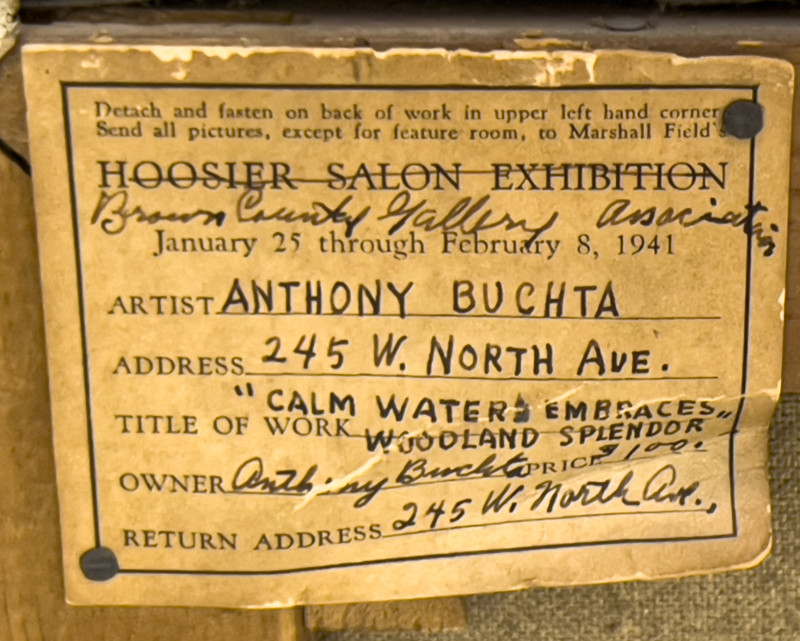 Detach and fasten on back of work in upper left hand corner
Send all pictures, except for feature room, to Marshall Field's
HOOSIER SALON EXHIBITION
Brown County Gallery Association
January 25 through February 8, 1941
ARTIST ANTHONY BUCHTA
ADDRESS 245 W. NORTH AVE.
"CALM WATERS EMBRACES
TITLE OF WORK WOODLAND SPLENDOR"
OWNER Anthony Buchta PRICE $100.
RETURN ADDRESS 245 W. North Ave.,